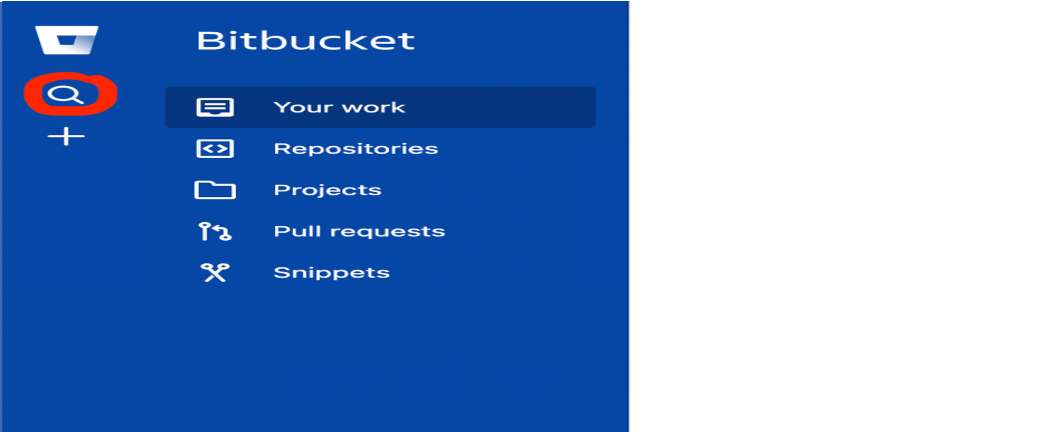 Bitbucket
Your work
Repositories
Projects
Pull requests
Snippets